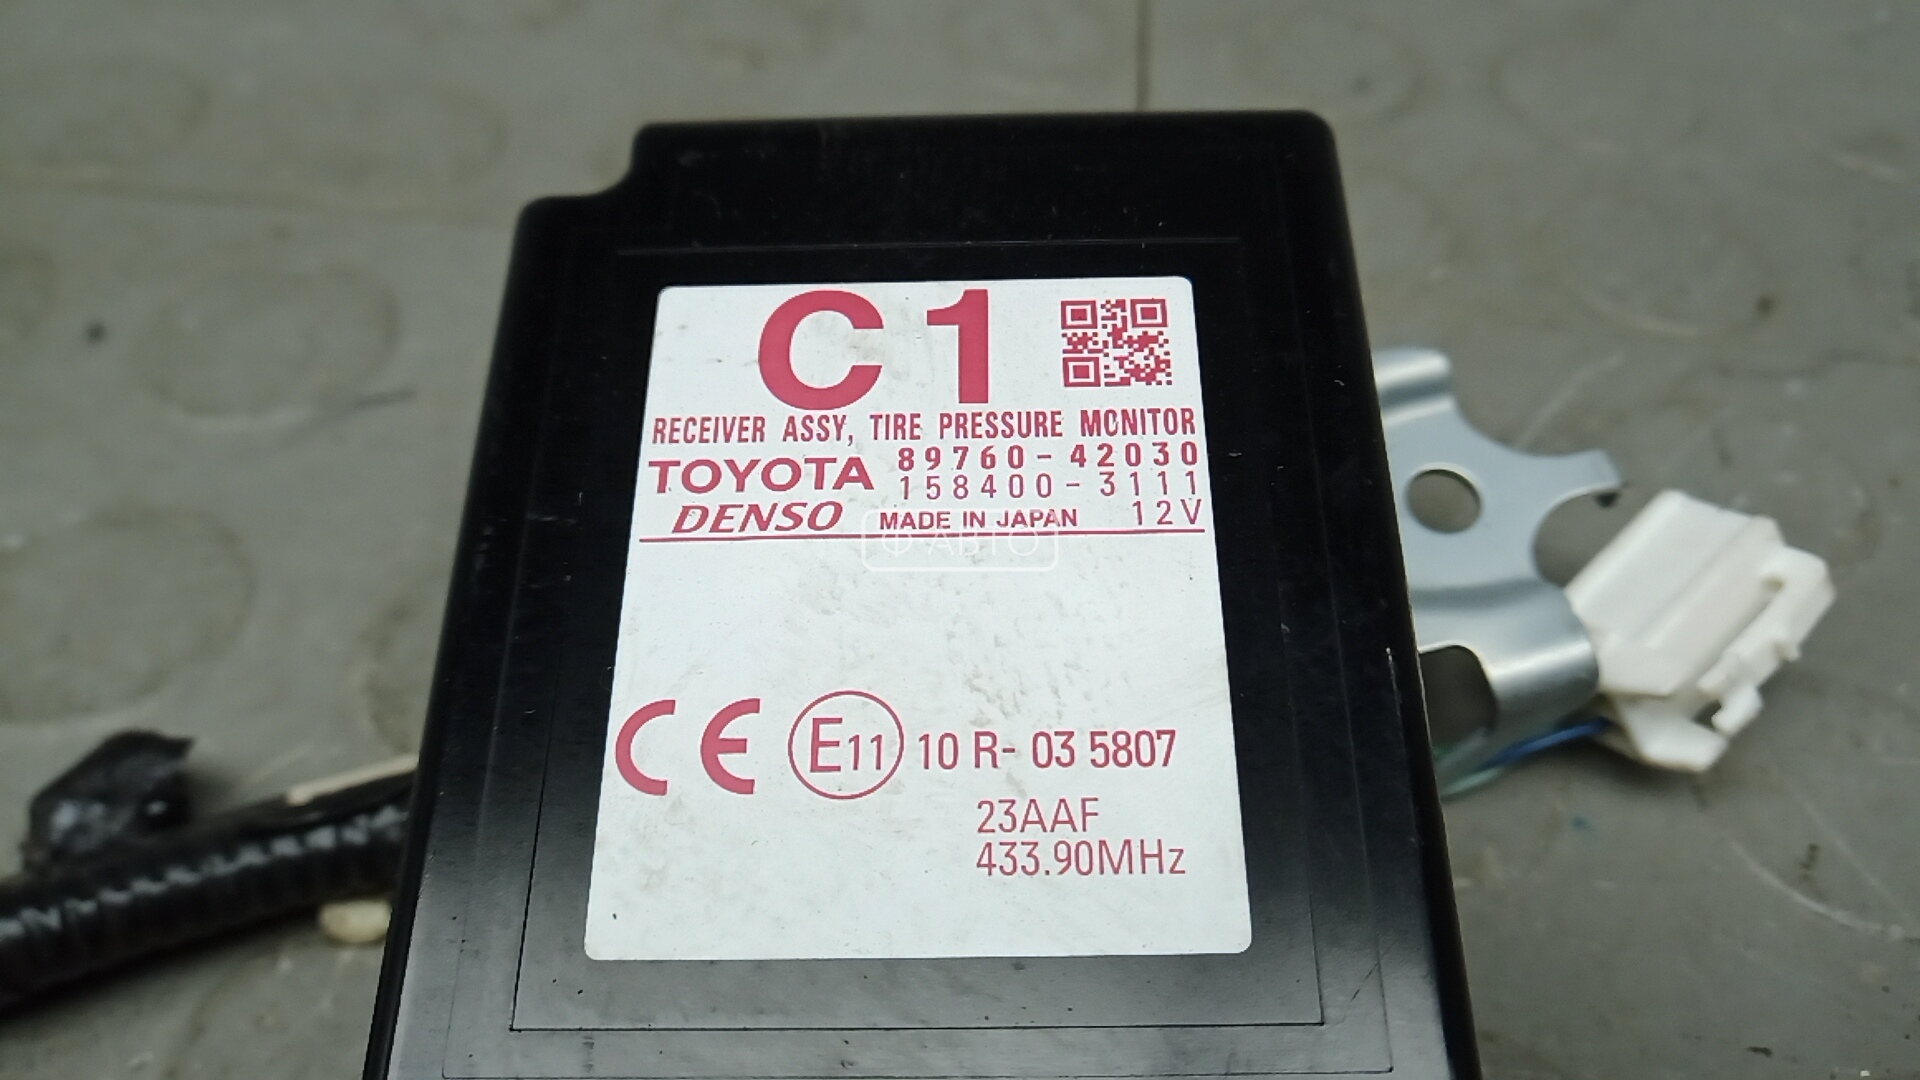 C1
RECEIVER ASSY, TIRE PRESSURE MONITOR
TOYOTA 89760-42030
158400-3111
DENSO MADE IN JAPAN 12V
Ф АВТО
CE E11 10 R- 03 5807
23AAF
433.90MHz